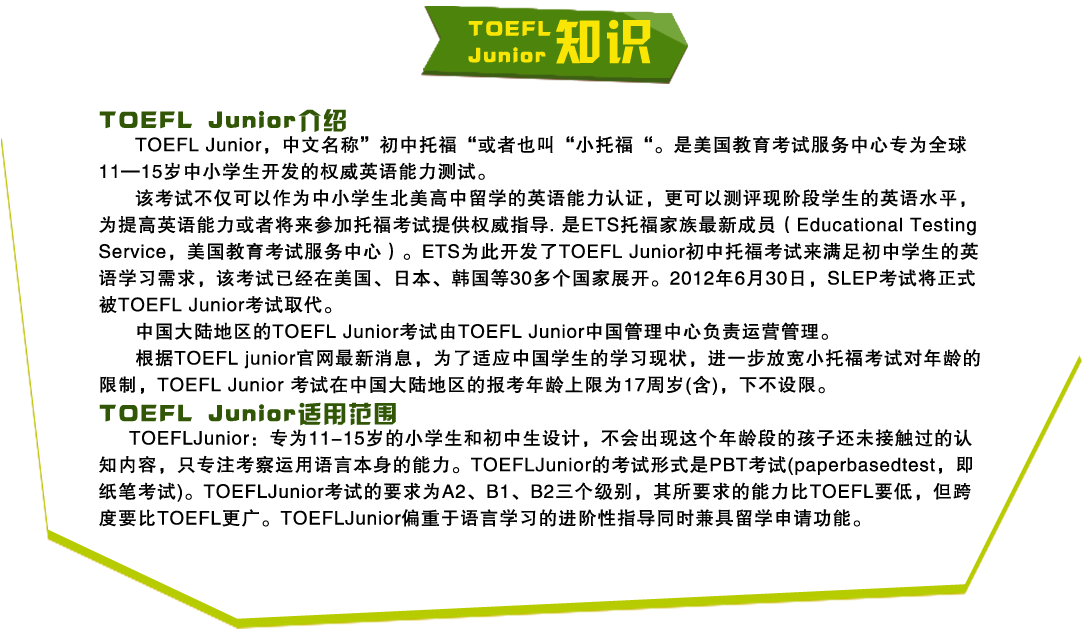 TOEFL
Junior 知识
TOEFL Junior介绍
TOEFL Junior，中文名称”初中托福“或者也叫“小托福“。是美国教育考试服务中心专为全球
11—15岁中小学生开发的权威英语能力测试。
该考试不仅可以作为中小学生北美高中留学的英语能力认证，更可以测评现阶段学生的英语水平，
为提高英语能力或者将来参加托福考试提供权威指导. 是ETS托福家族最新成员（Educational Testing
Service，美国教育考试服务中心）。ETS为此开发了TOEFL Junior初中托福考试来满足初中学生的英
语学习需求，该考试已经在美国、日本、韩国等30多个国家展开。2012年6月30日，SLEP考试将正式
被TOEFL Junior考试取代。
中国大陆地区的TOEFL Junior考试由TOEFL Junior中国管理中心负责运营管理。
根据TOEFL junior官网最新消息，为了适应中国学生的学习现状，进一步放宽小托福考试对年龄的
限制，TOEFL Junior 考试在中国大陆地区的报考年龄上限为17周岁(含)，下不设限。
TOEFL Junior适用范围
TOEFLJunior：专为11-15岁的小学生和初中生设计，不会出现这个年龄段的孩子还未接触过的认
知内容，只专注考察运用语言本身的能力。TOEFLJunior的考试形式是PBT考试(paperbasedtest，即
纸笔考试)。TOEFLJunior考试的要求为A2、B1、B2三个级别，其所要求的能力比TOEFL要低，但跨
度要比TOEFL更广。TOEFLJunior偏重于语言学习的进阶性指导同时兼具留学申请功能。